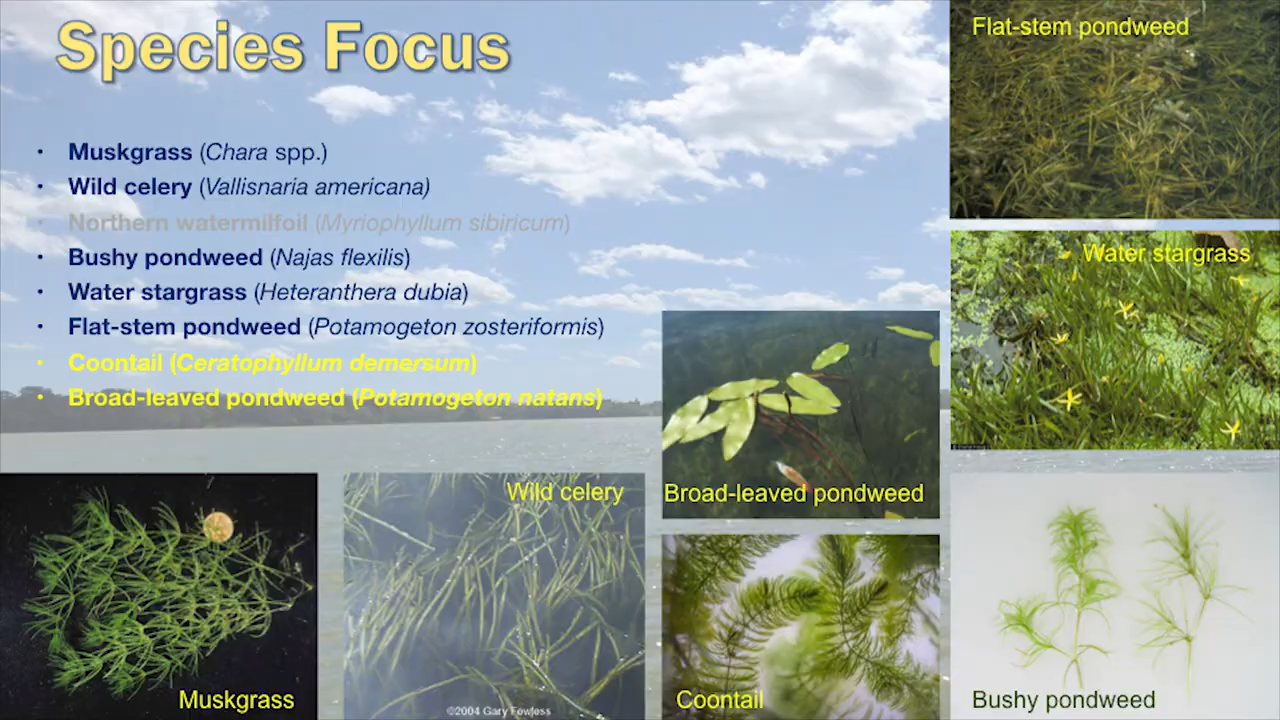 Species Focus
• Muskgrass (Chara spp.)
• Wild celery (Vallisnaria americana)
• Northern watermilfoil (Myriophyllum sibiricum)
• Bushy pondweed (Najas flexilis)
• Water stargrass (Heteranthera dubia)
• Flat-stem pondweed (Potamogeton zosteriformis)
• Coontail (Ceratophyllum demersum)
• Broad-leaved pondweed (Potamogeton natans)
Flat-stem pondweed
Water stargrass
Broad-leaved pondweed
Wild celery
©2004 Gary Fewless
Muskgrass
Coontail
Bushy pondweed